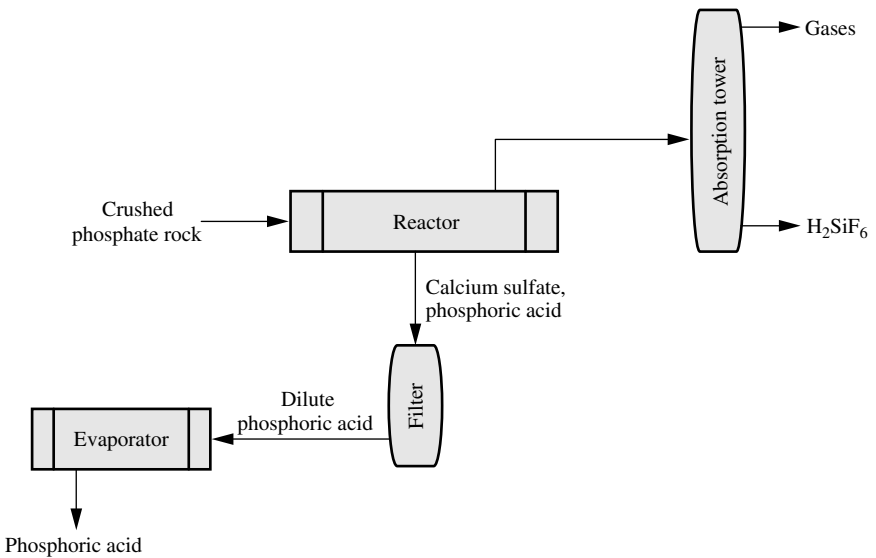 Gases
Absorption tower
Crushed
phosphate rock
Reactor
H₂SiF₆
Calcium sulfate,
phosphoric acid
Filter
Dilute
phosphoric acid
Evaporator
Phosphoric acid